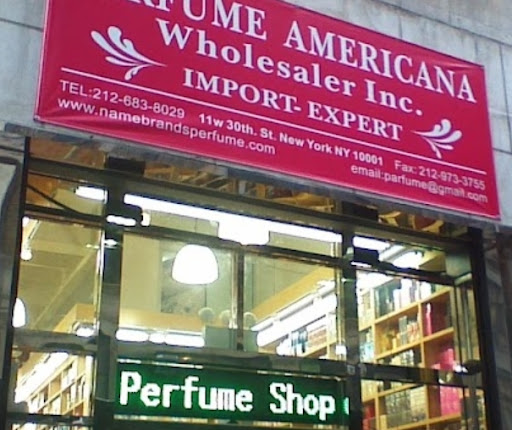 RFUME AMERICANA
Wholesaler Inc.
IMPORT- EXPERT
TEL:212-683-8029 11w 30th. St. New York NY 10001 Fax: 212-973-3755
www.namebrandsperfume.com email:parfume@gmail.com
Perfume Shop